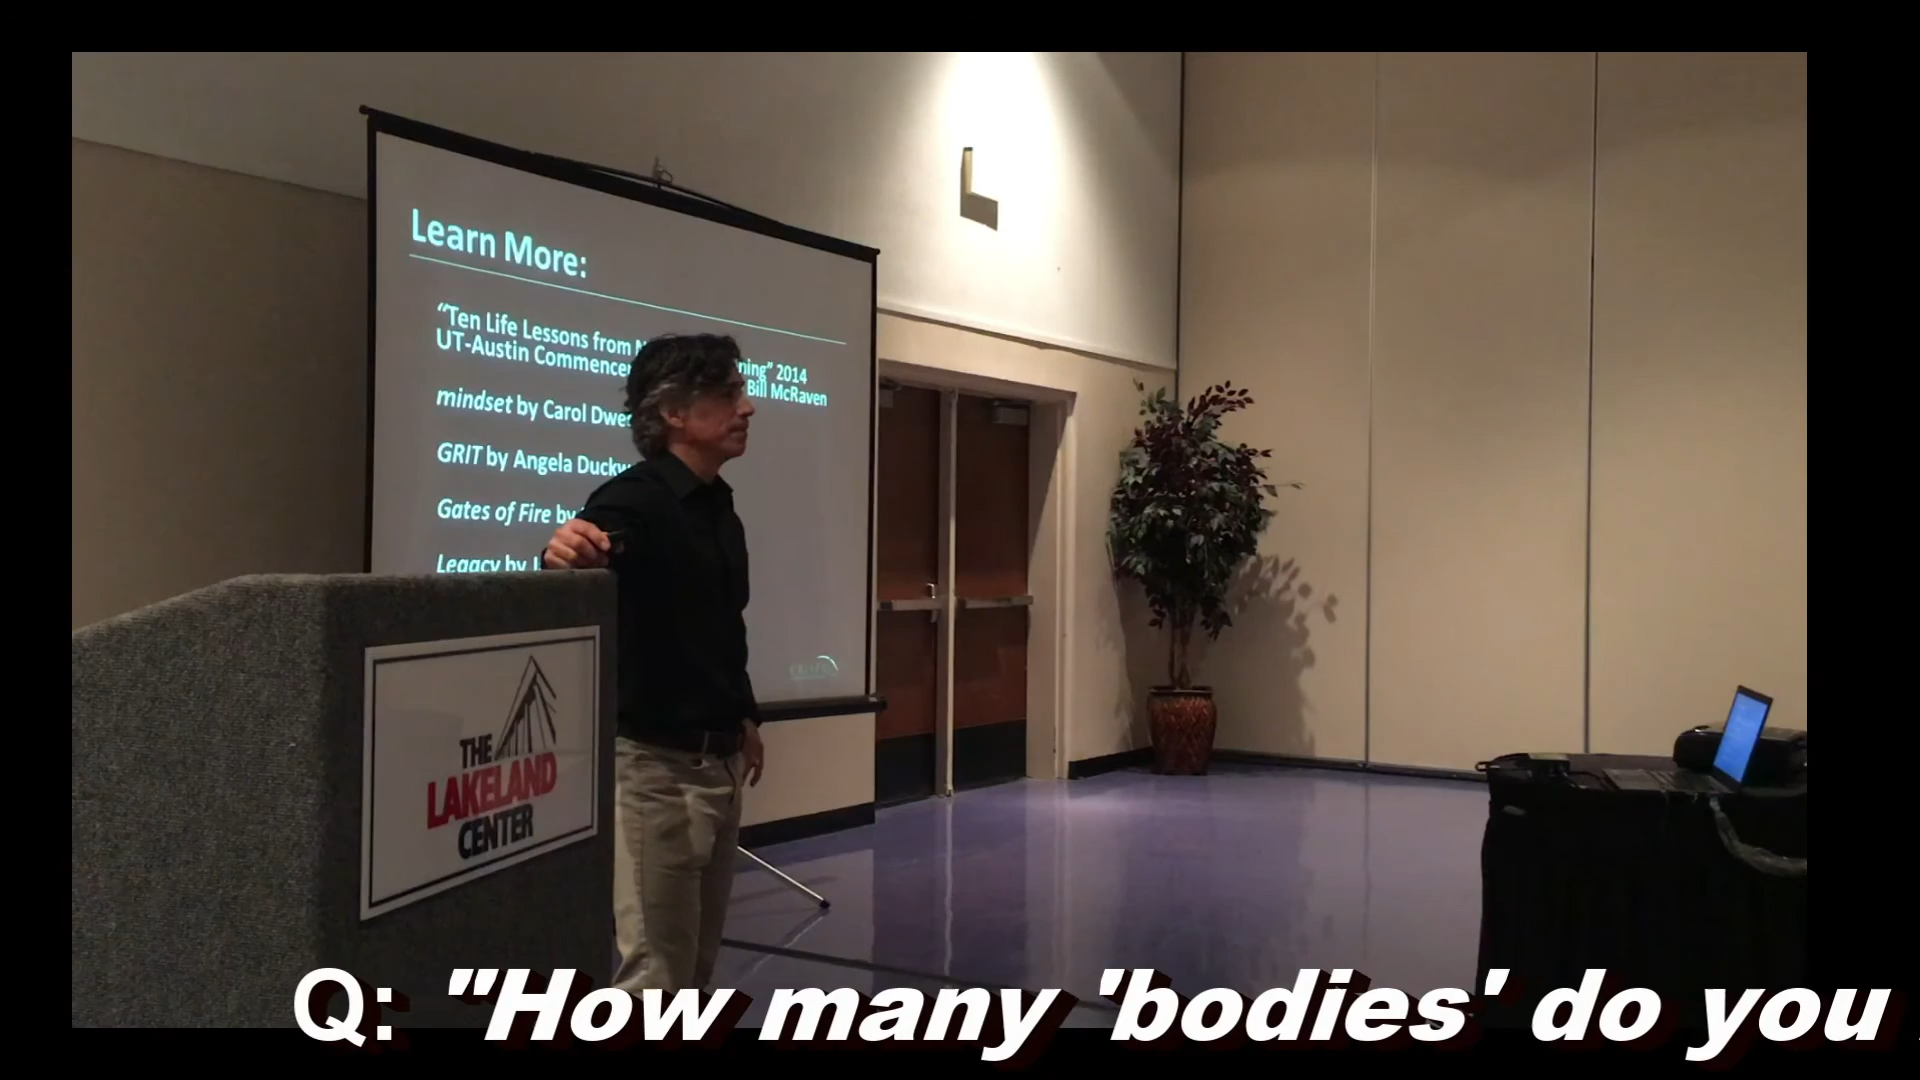 Learn More:
"Ten Life Lessons from ning" 2014
UT-Austin Commence Bill McRaven
mindset by Carol Dwe
GRIT by Angela Duckw
Gates of Fire by
Legacy by
THE
LAKELAND
CENTER
Q: "How many 'bodies' do you